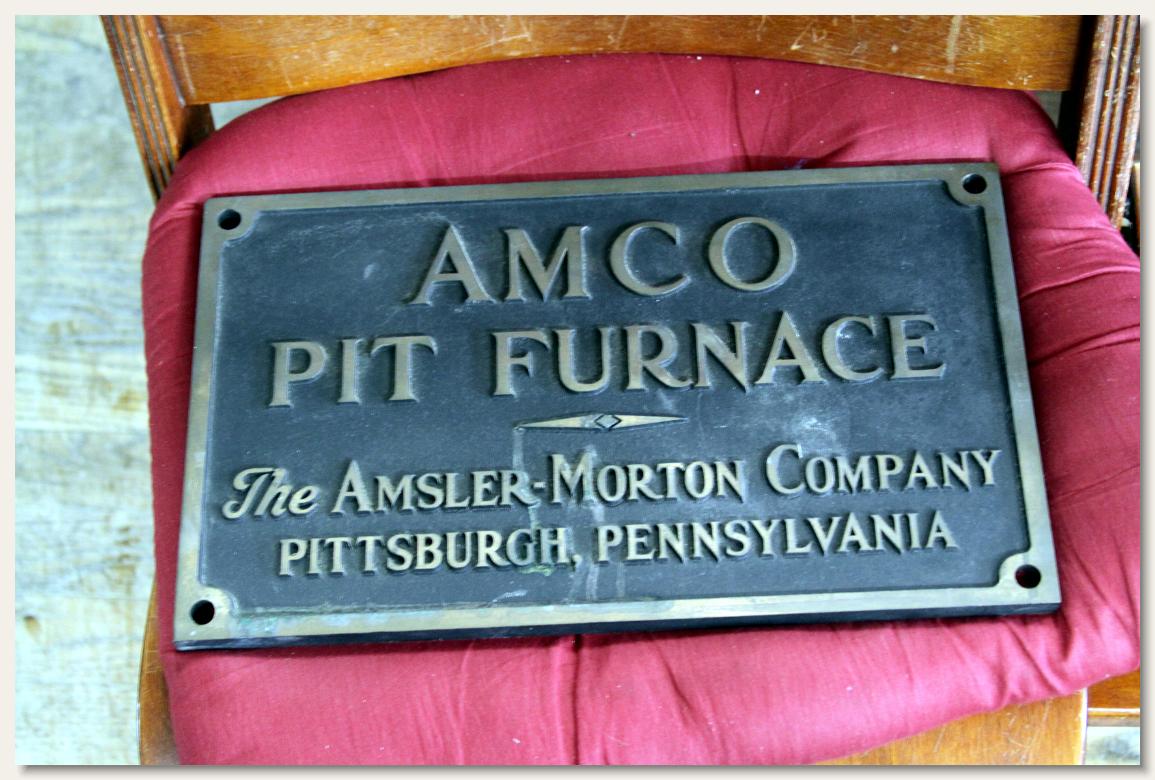 AMCO
PIT FURNACE
The AMSLER-MORTON COMPANY
PITTSBURGH, PENNSYLVANIA